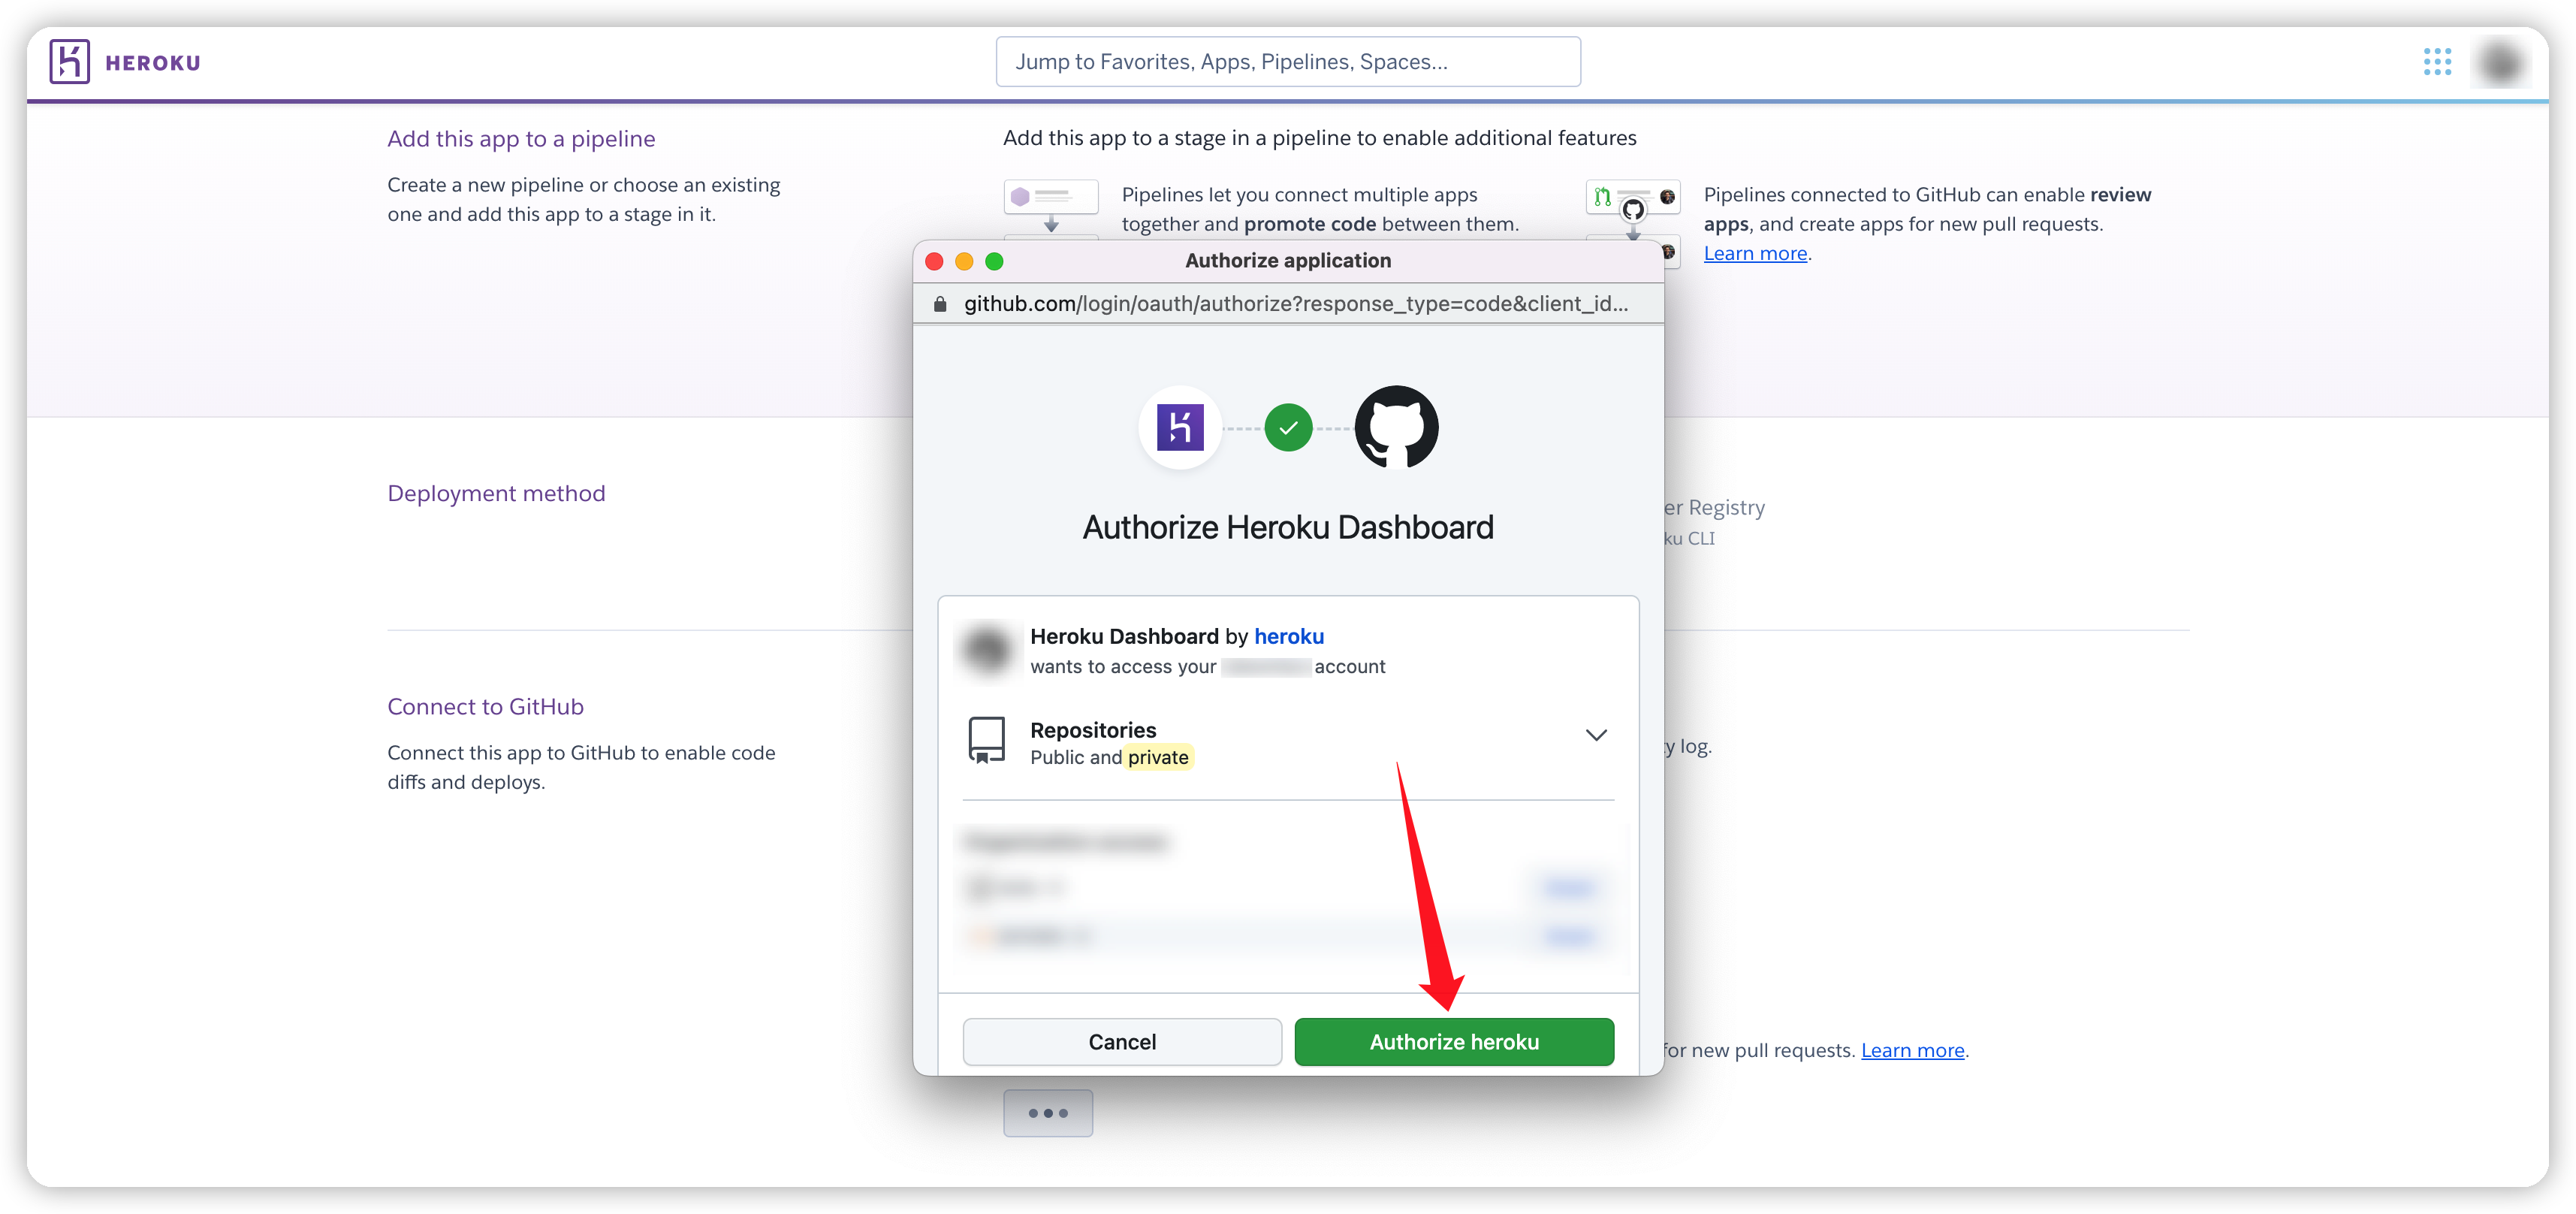 HEROKU
Jump to Favorites, Apps, Pipelines, Spaces...
Add this app to a pipeline
Create a new pipeline or choose an existing
one and add this app to a stage in it.
Add this app to a stage in a pipeline to enable additional features
Pipelines let you connect multiple apps
together and promote code between them.
Pipelines connected to GitHub can enable review
apps, and create apps for new pull requests.
Learn more.
Authorize application
github.com/login/oauth/authorize?response_type=code&client_id...
Authorize Heroku Dashboard
Heroku Dashboard by heroku
wants to access your account
Repositories
Public and private
Cancel
Authorize heroku
Deployment method
er Registry
ku CLI
Connect to GitHub
Connect this app to GitHub to enable code
diffs and deploys.
y log.
for new pull requests. Learn more.